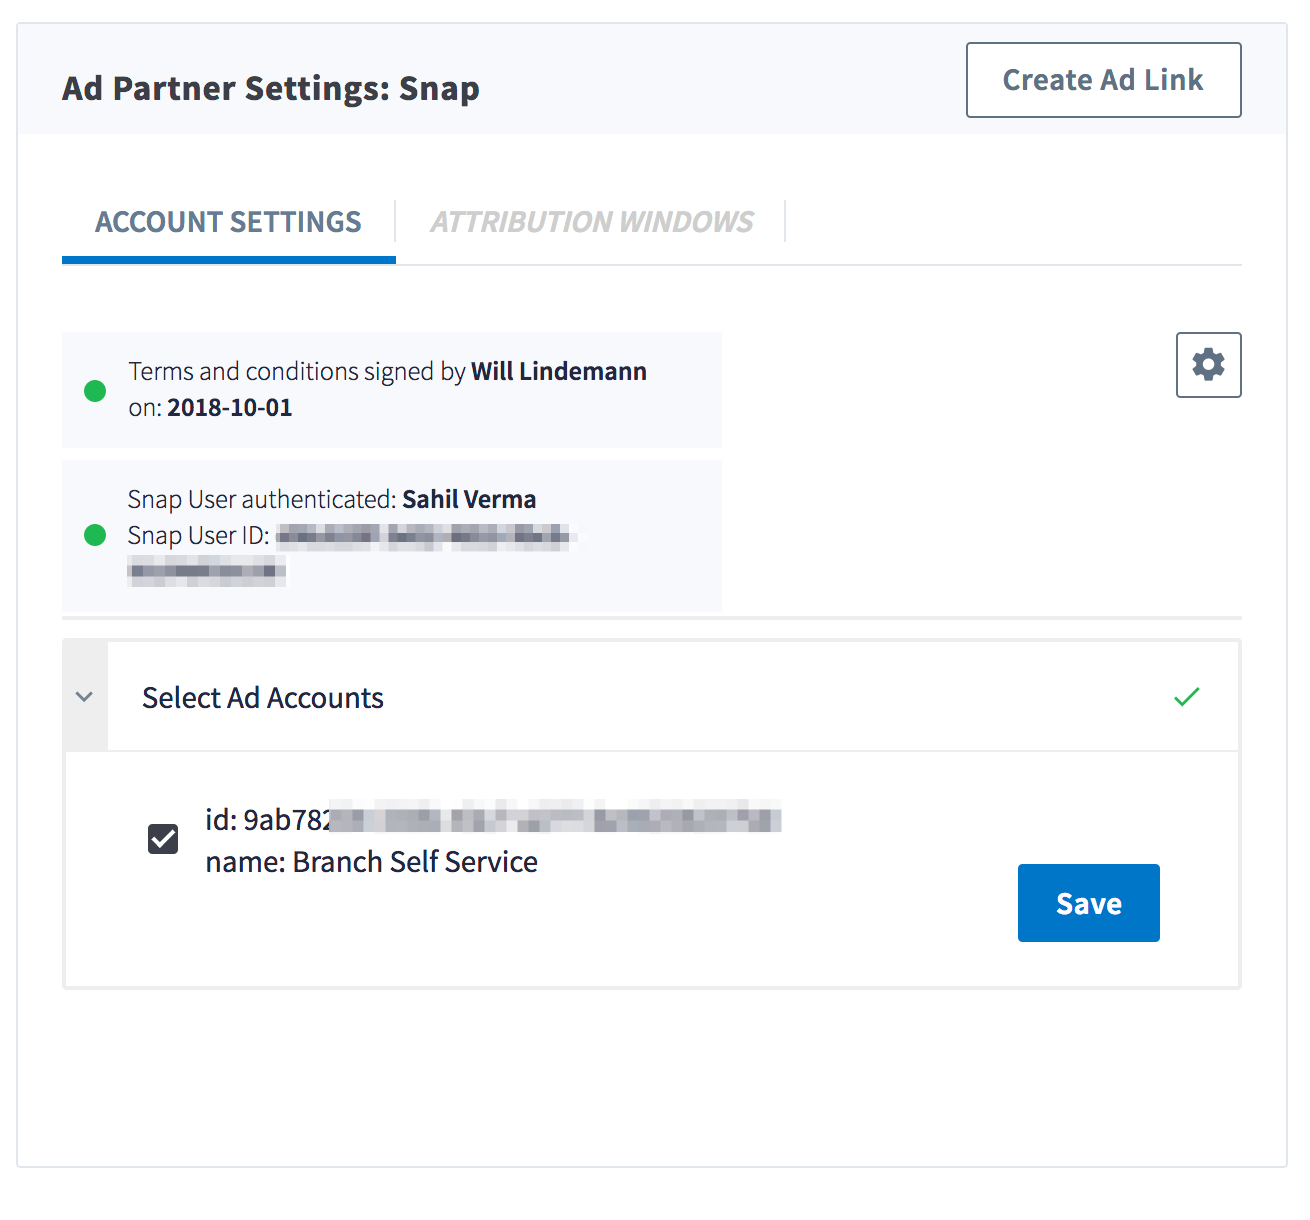 Ad Partner Settings: Snap
Create Ad Link
ACCOUNT SETTINGS
ATTRIBUTION WINDOWS
Terms and conditions signed by Will Lindemann
on: 2018-10-01
Snap User authenticated: Sahil Verma
Snap User ID:
Select Ad Accounts
id: 9ab782
name: Branch Self Service
Save